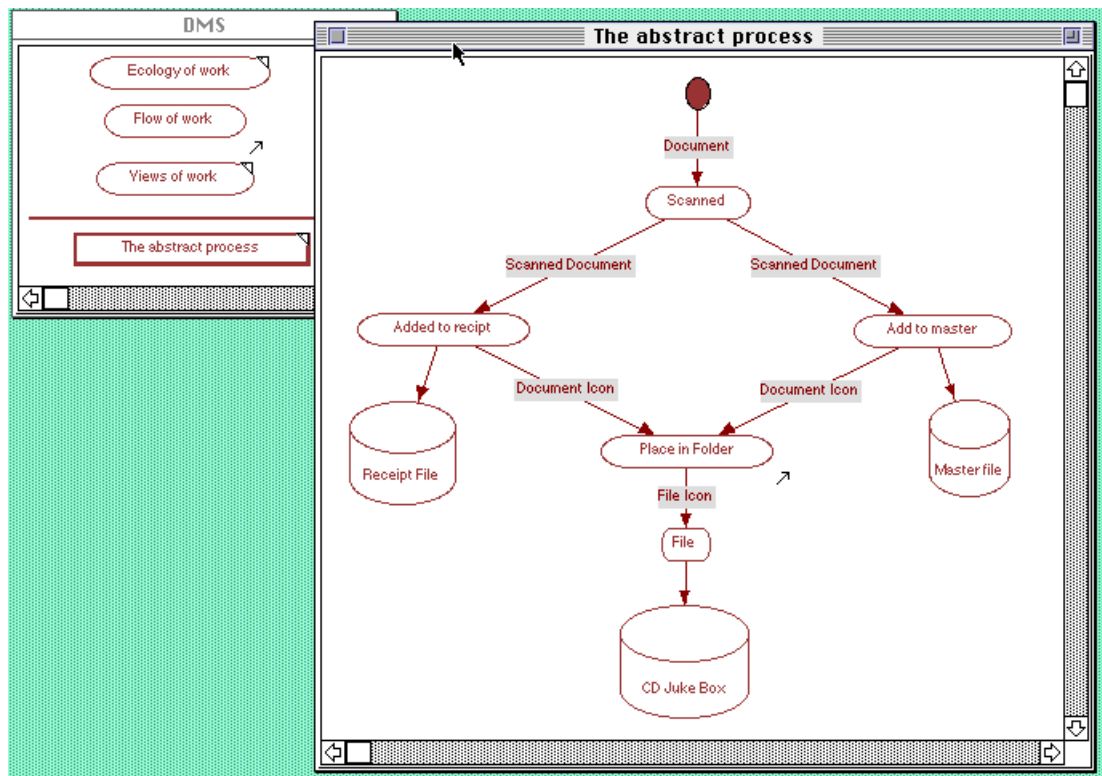 DMS
Ecology of work
Flow of work
Views of work
The abstract process
The abstract process
Document
Scanned
Scanned Document
Scanned Document
Added to recipt
Add to master
Document Icon
Document Icon
Receipt File
Place in Folder
Master file
File Icon
File
CD Juke Box